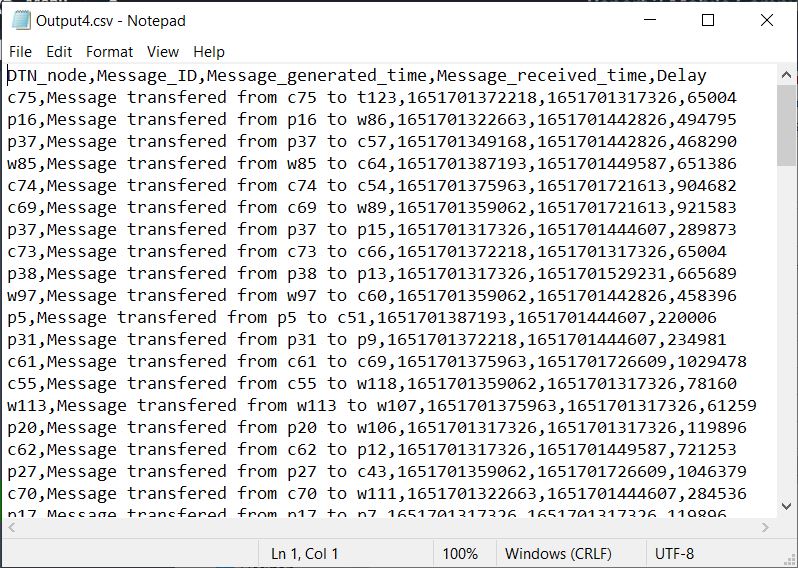 Output4.csv - Notepad
File Edit Format View Help
DTN_node,Message_ID,Message_generated_time,Message_received_time,Delay
c75,Message transfered from c75 to t123,1651701372218,1651701317326,65004
p16,Message transfered from p16 to w86,1651701322663,1651701442826,494795
p37,Message transfered from p37 to c57,1651701349168,1651701442826,468290
w85,Message transfered from w85 to c64,1651701387193,1651701449587,651386
c74,Message transfered from c74 to c54,1651701375963,1651701721613,904682
c69,Message transfered from c69 to w89,1651701359062,1651701721613,921583
p37,Message transfered from p37 to p15,1651701317326,1651701444607,289873
c73,Message transfered from c73 to c66,1651701372218,1651701317326,65004
p38,Message transfered from p38 to p13,1651701317326,1651701529231,665689
w97,Message transfered from w97 to c60,1651701359062,1651701442826,458396
p5,Message transfered from p5 to c51,1651701387193,1651701444607,220006
p31,Message transfered from p31 to p9,1651701372218,1651701444607,234981
c61,Message transfered from c61 to c69,1651701375963,1651701726609,1029478
c55,Message transfered from c55 to w118,1651701359062,1651701317326,78160
w113,Message transfered from w113 to w107,1651701375963,1651701317326,61259
p20,Message transfered from p20 to w106,1651701317326,1651701317326,119896
c62,Message transfered from c62 to p12,1651701317326,1651701449587,721253
p27,Message transfered from p27 to c43,1651701359062,1651701726609,1046379
c70,Message transfered from c70 to w111,1651701322663,1651701444607,284536
p17,Message transfered from p17 to p7,1651701317326,1651701317326,119896
Ln 1, Col 1 100% Windows (CRLF) UTF-8